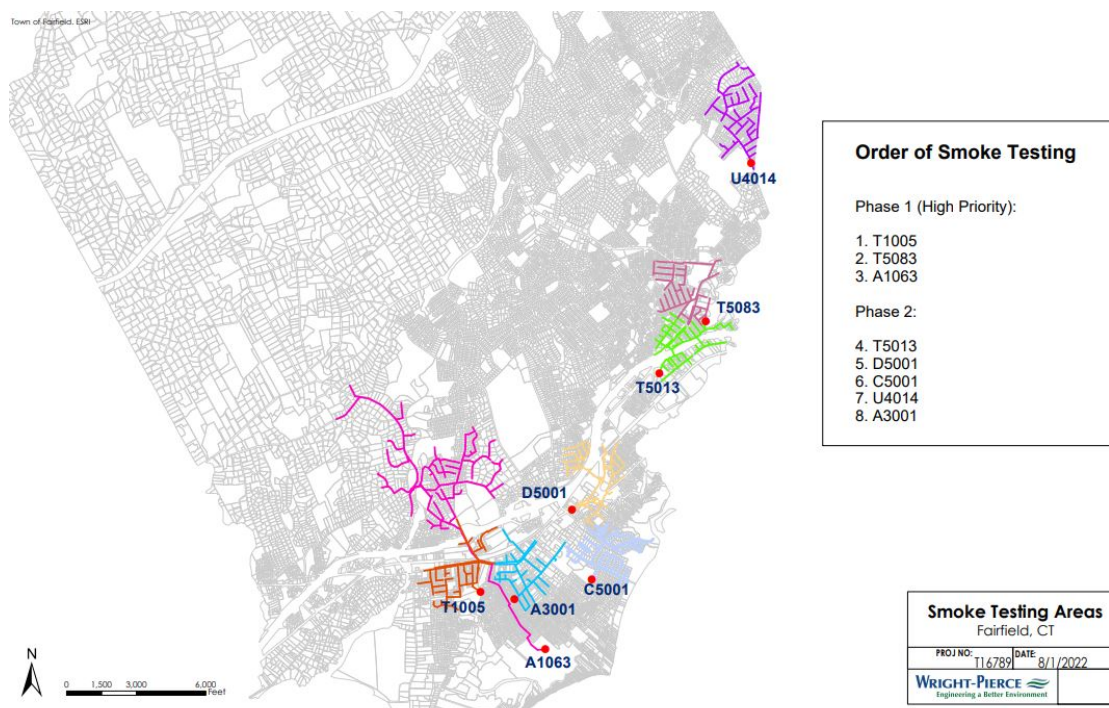 Town of Fairfield, ESRI
U4014
T5083
T5013
D5001
C5001
T1005
A3001
A1063
N
0 1,500 3,000 6,000
Feet
Order of Smoke Testing
Phase 1 (High Priority):
1. T1005
2. T5083
3. A1063
Phase 2:
4. T5013
5. D5001
6. C5001
7. U4014
8. A3001
Smoke Testing Areas
Fairfield, CT
PROJ NO: T16789 DATE: 8/1/2022
WRIGHT-PIERCE
Engineering a Better Environment